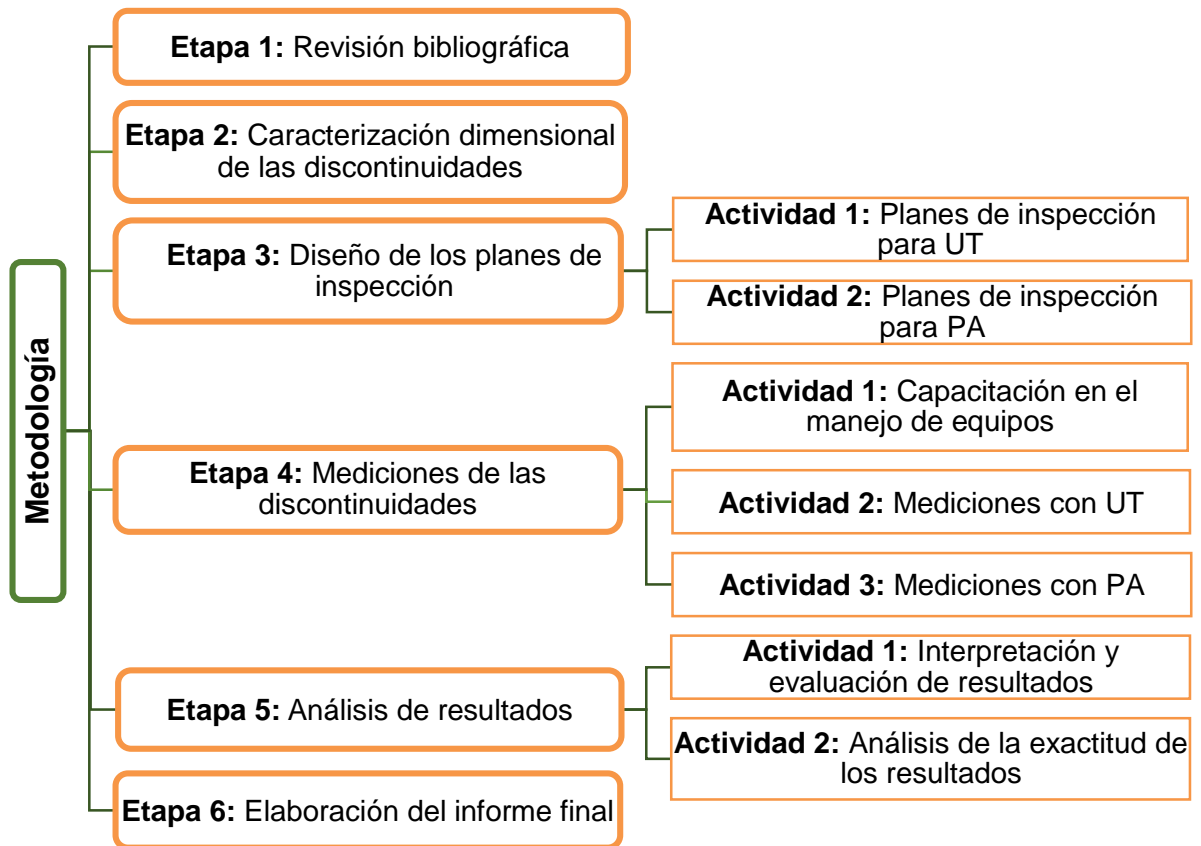 Metodología
Etapa 1: Revisión bibliográfica
Etapa 2: Caracterización dimensional
de las discontinuidades
Etapa 3: Diseño de los planes de
inspección
Actividad 1: Planes de inspección
para UT
Actividad 2: Planes de inspección
para PA
Etapa 4: Mediciones de las
discontinuidades
Actividad 1: Capacitación en el
manejo de equipos
Actividad 2: Mediciones con UT
Actividad 3: Mediciones con PA
Etapa 5: Análisis de resultados
Actividad 1: Interpretación y
evaluación de resultados
Actividad 2: Análisis de la exactitud de
los resultados
Etapa 6: Elaboración del informe final